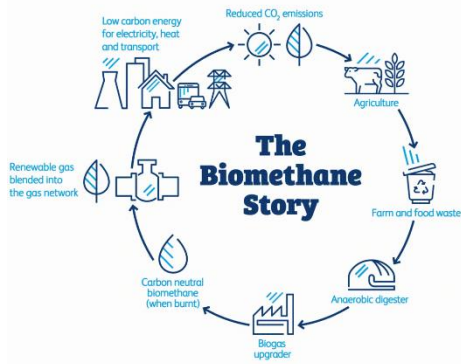 Low carbon energy
for electricity, heat
and transport
Reduced CO₂ emissions
Agriculture
Farm and food waste
Anaerobic digester
Biogas
upgrader
Carbon neutral
biomethane
(when burnt)
Renewable gas
blended into
the gas network
The
Biomethane
Story